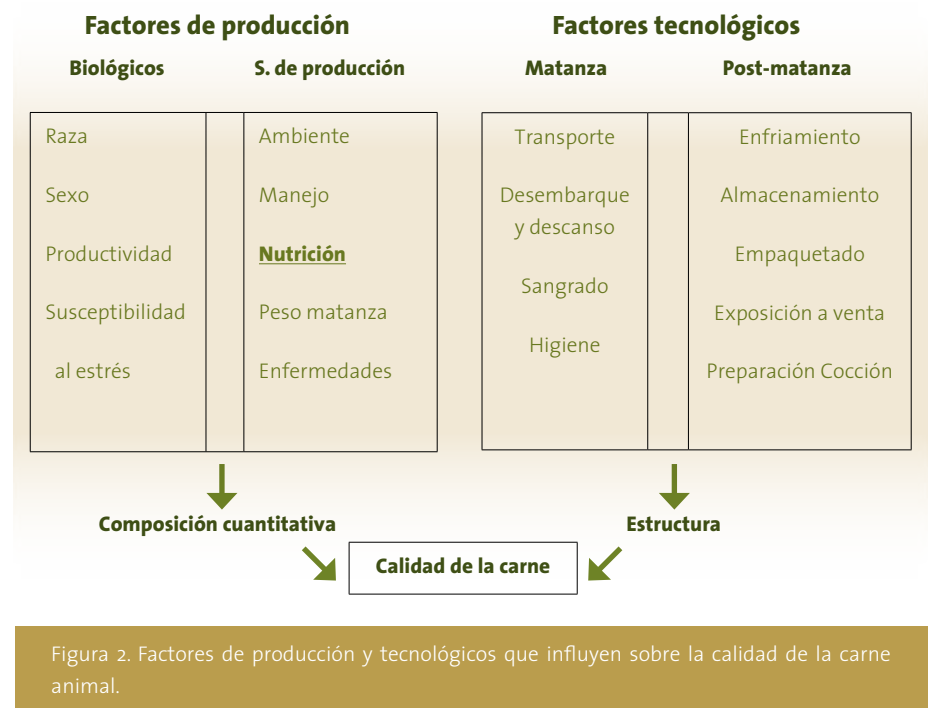 Factores de producción
Factores tecnológicos
Biológicos
S. de producción
Matanza
Post-matanza
Raza
Sexo
Productividad
Susceptibilidad
al estrés
Ambiente
Manejo
Nutrición
Peso matanza
Enfermedades
Transporte
Desembarque
y descanso
Sangrado
Higiene
Enfriamiento
Almacenamiento
Empaquetado
Exposición a venta
Preparación Cocción
Composición cuantitativa
Estructura
Calidad de la carne
Figura 2. Factores de producción y tecnológicos que influyen sobre la calidad de la carne
animal.